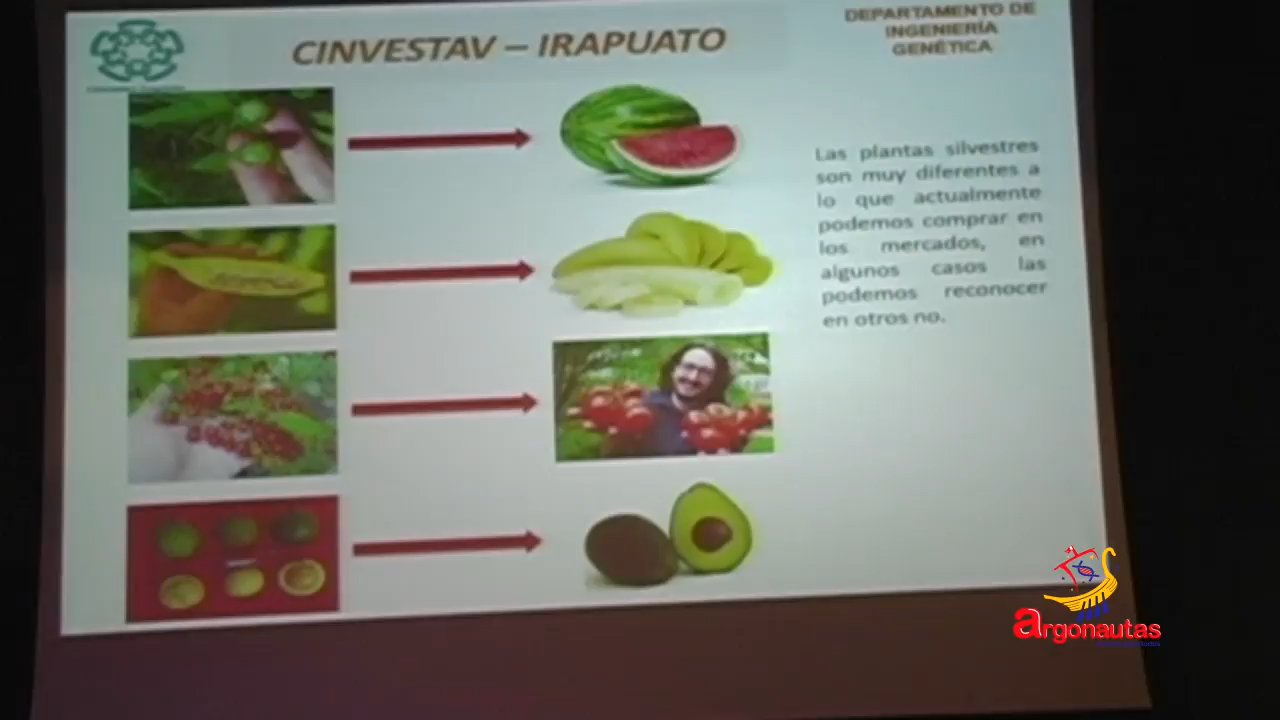 CINVESTAV – IRAPUATO
DEPARTAMENTO DE
INGENIERÍA
GENÉTICA
Las plantas silvestres
son muy diferentes a
lo que actualmente
podemos comprar en
los mercados, en
algunos casos las
podemos reconocer
en otros no.
argonautas